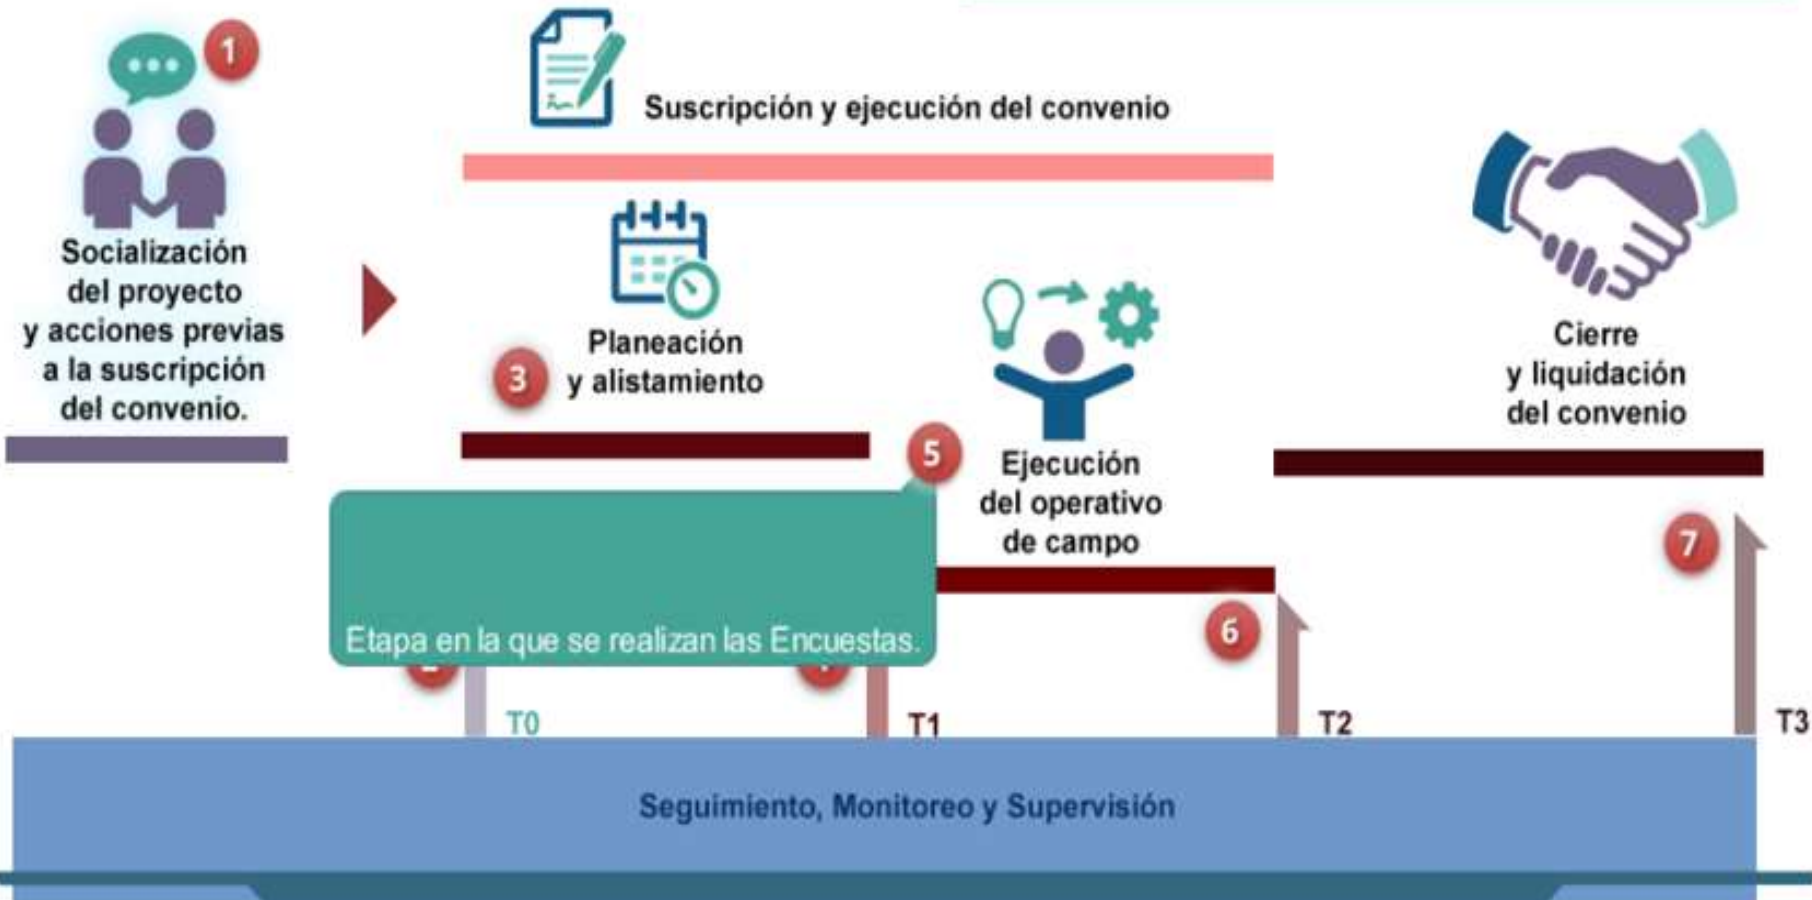 1
Socialización
del proyecto
y acciones previas
a la suscripción
del convenio.
Suscripción y ejecución del convenio
3
Planeación
y alistamiento
5
Ejecución
del operativo
de campo
Cierre
y liquidación
del convenio
Etapa en la que se realizan las Encuestas.
6
7
T0
T1
T2
T3
Seguimiento, Monitoreo y Supervisión